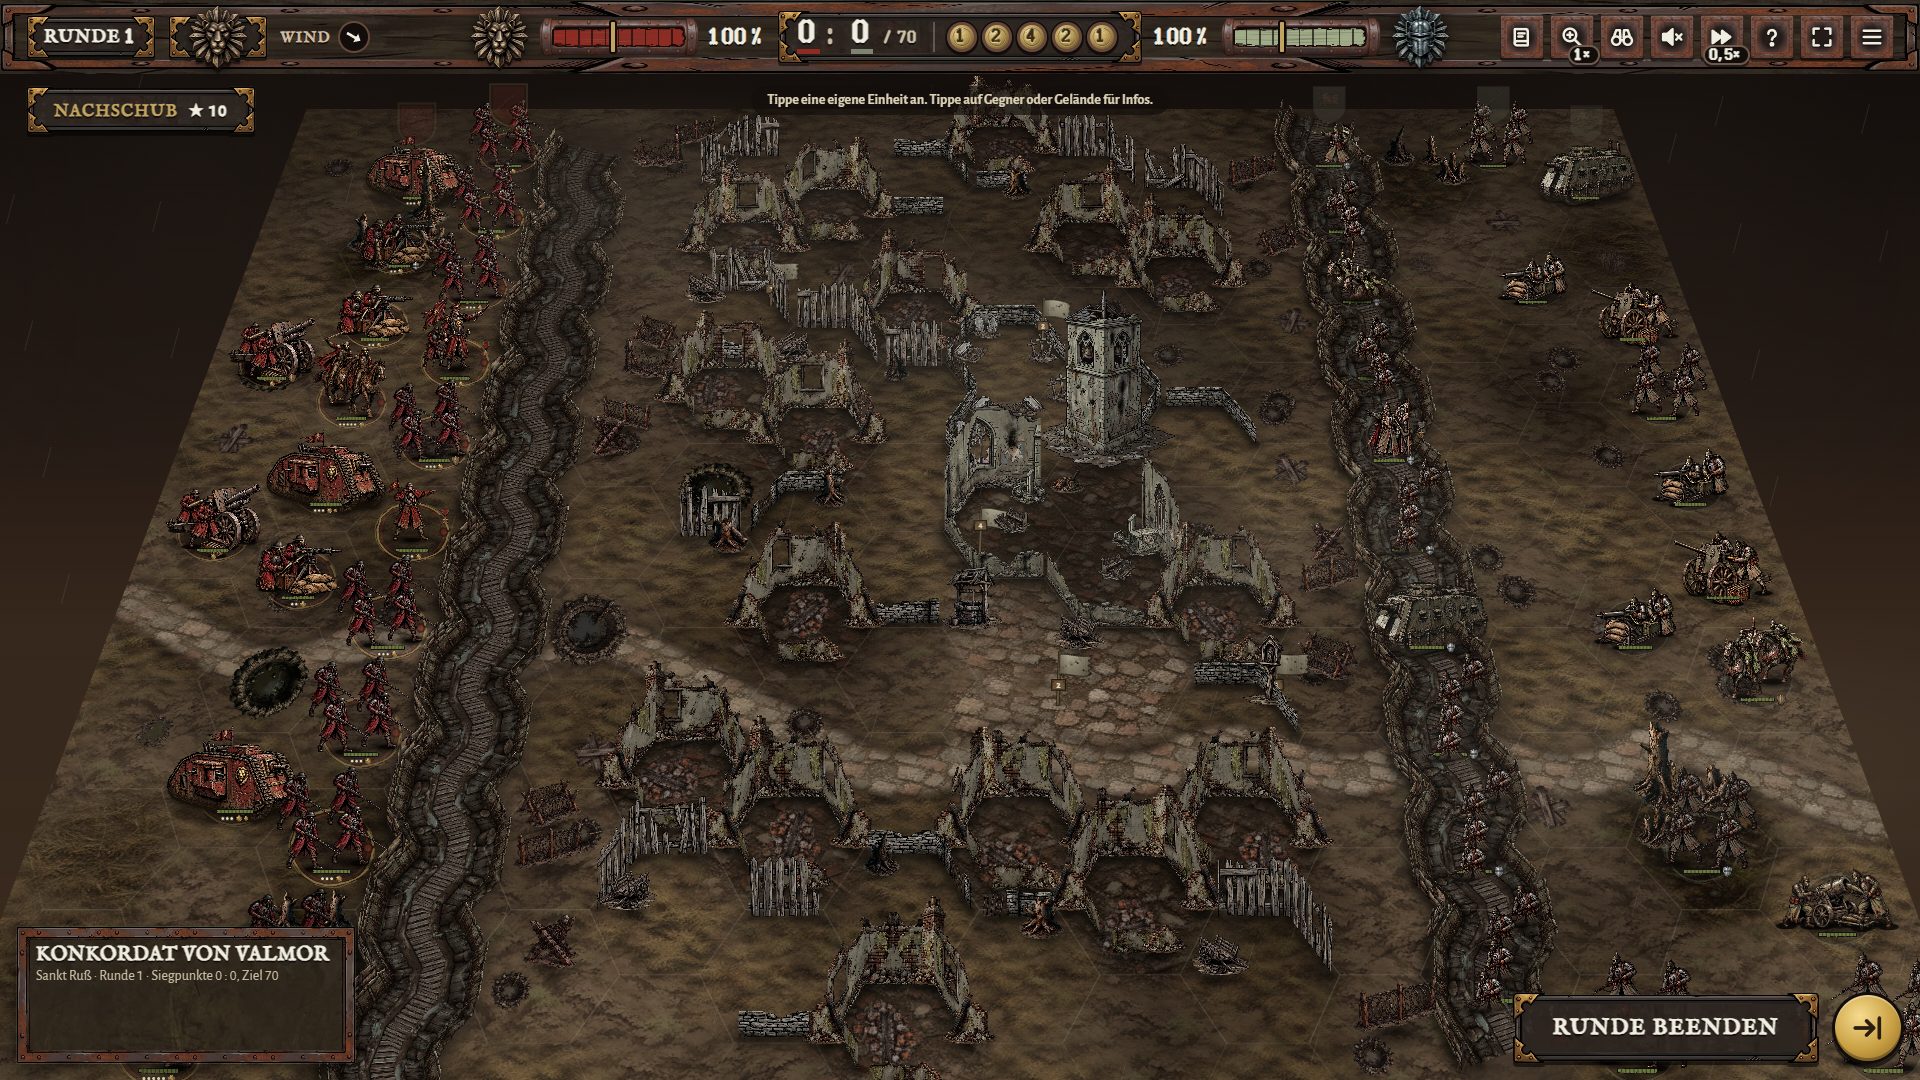 RUNDE 1
WIND
100%
0 : 0 / 70
1 2 4 2 1
100%
1×
0,5×
?
NACHSCHUB ★ 10
Tippe eine eigene Einheit an. Tippe auf Gegner oder Gelände für Infos.
2
KONKORDAT VON VALMOR
Sankt Ruß · Runde 1 · Siegpunkte 0 : 0, Ziel 70
RUNDE BEENDEN